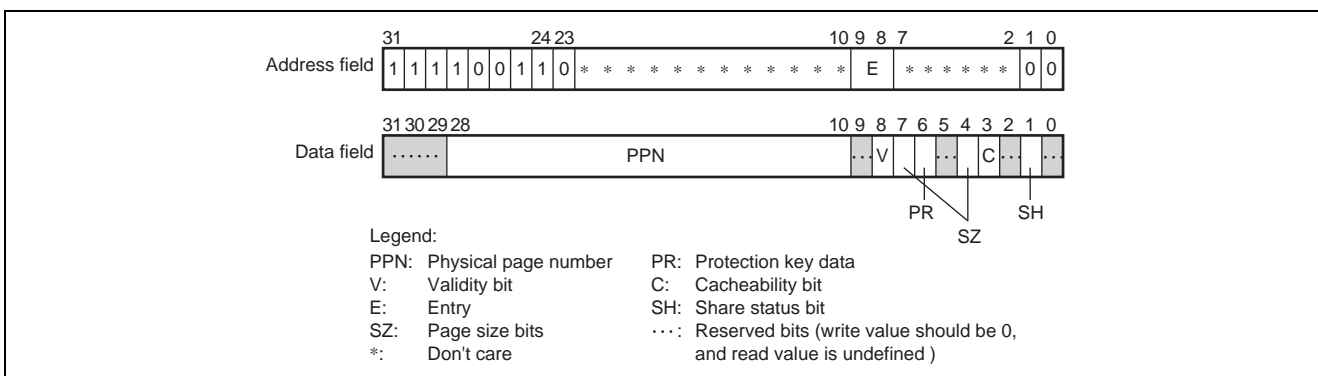 31 24 23 10 9 8 7 2 1 0
Address field 1 1 1 1 0 0 1 1 0 * * * * * * * * * * * * E * * * * * * 0 0
31 30 29 28 10 9 8 7 6 5 4 3 2 1 0
Data field ...... PPN ... V ... C ... ...
PR SH
SZ
Legend:
PPN: Physical page number PR: Protection key data
V: Validity bit C: Cacheability bit
E: Entry SH: Share status bit
SZ: Page size bits ...: Reserved bits (write value should be 0,
*: Don't care and read value is undefined )